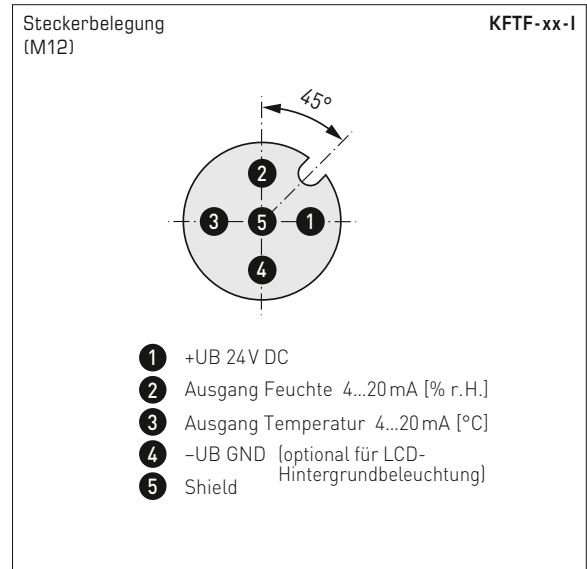 Steckerbelegung
(M12)
KFTF-xx-I
45°
2
3 5 1
4
1 +UB 24V DC
2 Ausgang Feuchte 4...20 mA [% r.H.]
3 Ausgang Temperatur 4...20 mA [°C]
4 –UB GND (optional für LCD-
Hintergrundbeleuchtung)
5 Shield